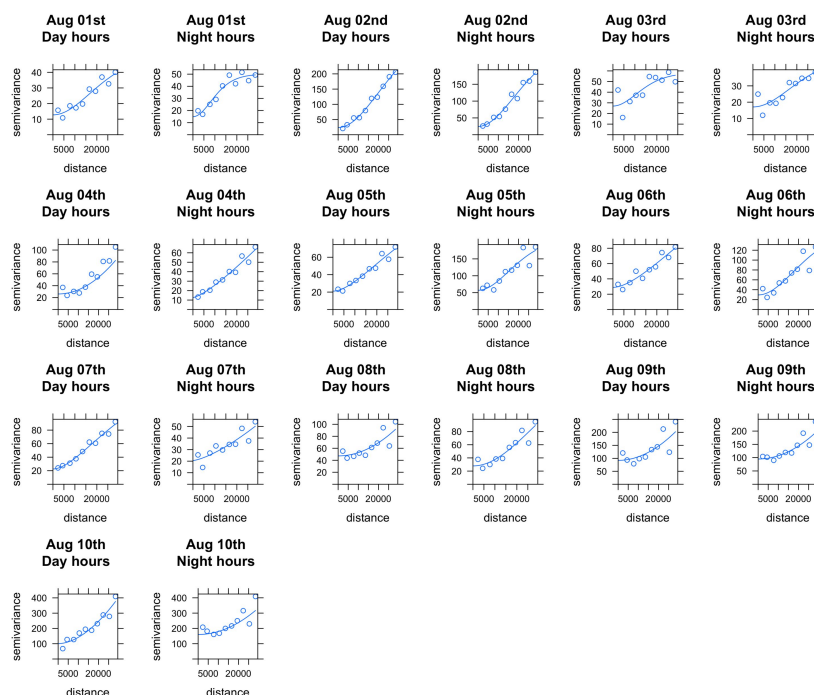 Aug 01st
Day hours
Aug 01st
Night hours
Aug 02nd
Day hours
Aug 02nd
Night hours
Aug 03rd
Day hours
Aug 03rd
Night hours
semivariance
40
30
20
10
5000 20000
distance
semivariance
50
40
30
20
10
5000 20000
distance
semivariance
200
150
100
50
5000 20000
distance
semivariance
150
100
50
5000 20000
distance
semivariance
50
40
30
20
10
5000 20000
distance
semivariance
30
20
10
5000 20000
distance
Aug 04th
Day hours
Aug 04th
Night hours
Aug 05th
Day hours
Aug 05th
Night hours
Aug 06th
Day hours
Aug 06th
Night hours
semivariance
100
80
60
40
20
5000 20000
distance
semivariance
60
50
40
30
20
10
5000 20000
distance
semivariance
60
40
20
5000 20000
distance
semivariance
150
100
50
5000 20000
distance
semivariance
80
60
40
20
5000 20000
distance
semivariance
120
100
80
60
40
20
5000 20000
distance
Aug 07th
Day hours
Aug 07th
Night hours
Aug 08th
Day hours
Aug 08th
Night hours
Aug 09th
Day hours
Aug 09th
Night hours
semivariance
80
60
40
20
5000 20000
distance
semivariance
50
40
30
20
10
5000 20000
distance
semivariance
100
80
60
40
20
5000 20000
distance
semivariance
80
60
40
20
5000 20000
distance
semivariance
200
150
100
50
5000 20000
distance
semivariance
200
150
100
50
5000 20000
distance
Aug 10th
Day hours
Aug 10th
Night hours
semivariance
400
300
200
100
5000 20000
distance
semivariance
400
300
200
100
5000 20000
distance